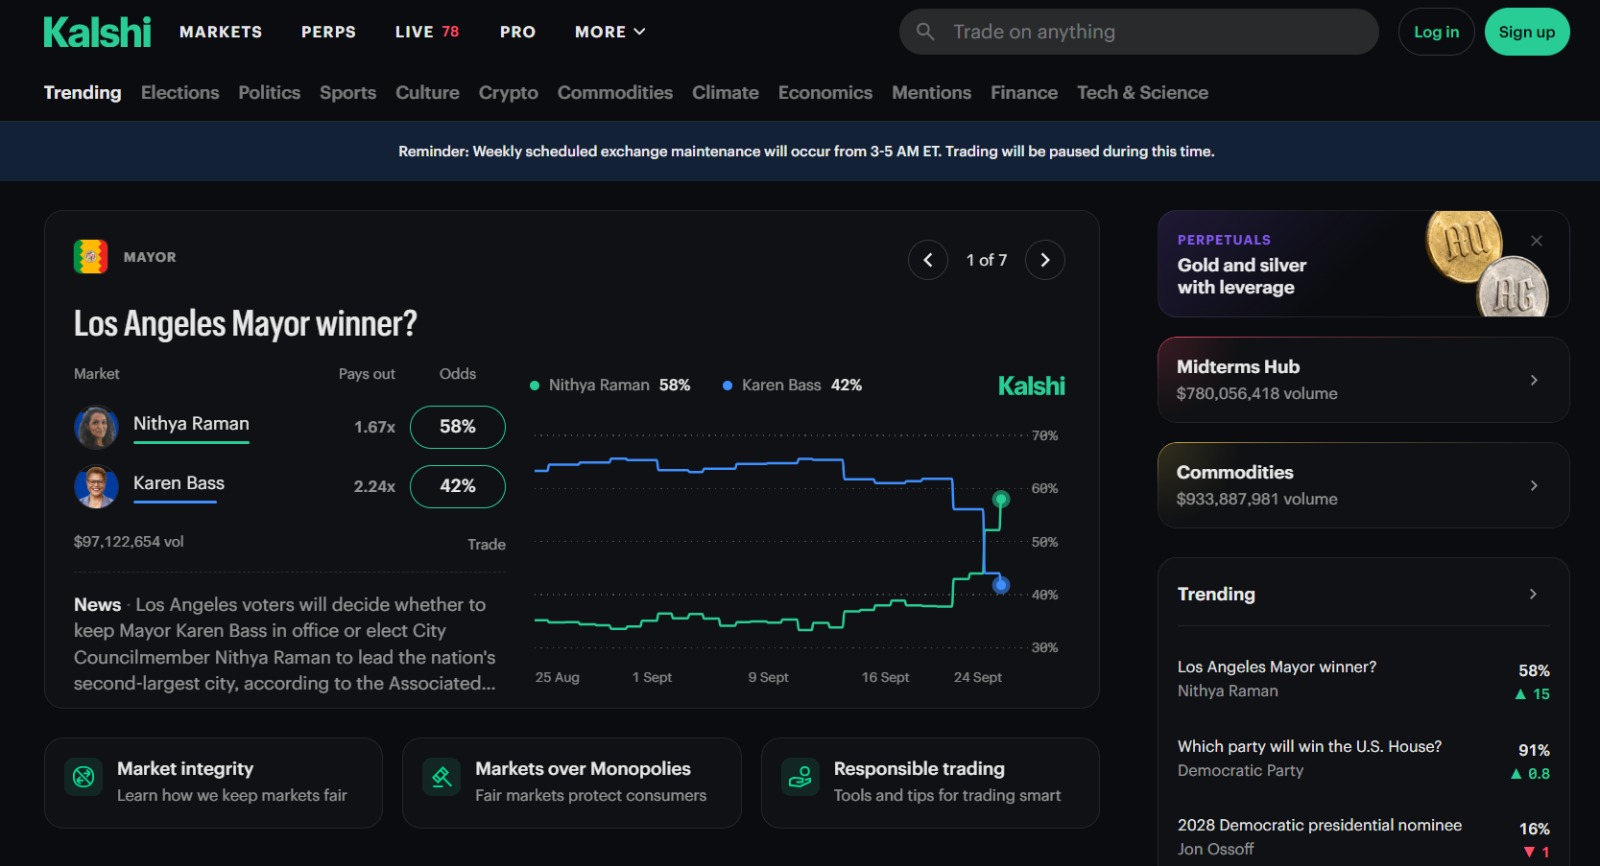 Kalshi
MARKETS
PERPS
LIVE 78
PRO
MORE
Trade on anything
Log in
Sign up
Trending
Elections
Politics
Sports
Culture
Crypto
Commodities
Climate
Economics
Mentions
Finance
Tech & Science
Reminder: Weekly scheduled exchange maintenance will occur from 3-5 AM ET. Trading will be paused during this time.
MAYOR
1 of 7
Los Angeles Mayor winner?
Market
Pays out
Odds
Nithya Raman
1.67x
58%
Karen Bass
2.24x
42%
$97,122,654 vol
Trade
News · Los Angeles voters will decide whether to
keep Mayor Karen Bass in office or elect City
Councilmember Nithya Raman to lead the nation's
second-largest city, according to the Associated...
Nithya Raman 58%
Karen Bass 42%
Kalshi
70%
60%
50%
40%
30%
25 Aug
1 Sept
9 Sept
16 Sept
24 Sept
Market integrity
Learn how we keep markets fair
Markets over Monopolies
Fair markets protect consumers
Responsible trading
Tools and tips for trading smart
PERPETUALS
Gold and silver
with leverage
AU
AG
Midterms Hub
$780,056,418 volume
Commodities
$933,887,981 volume
Trending
Los Angeles Mayor winner?
58%
Nithya Raman
▲ 15
Which party will win the U.S. House?
91%
Democratic Party
▲ 0.8
2028 Democratic presidential nominee
16%
Jon Ossoff
▼ 1